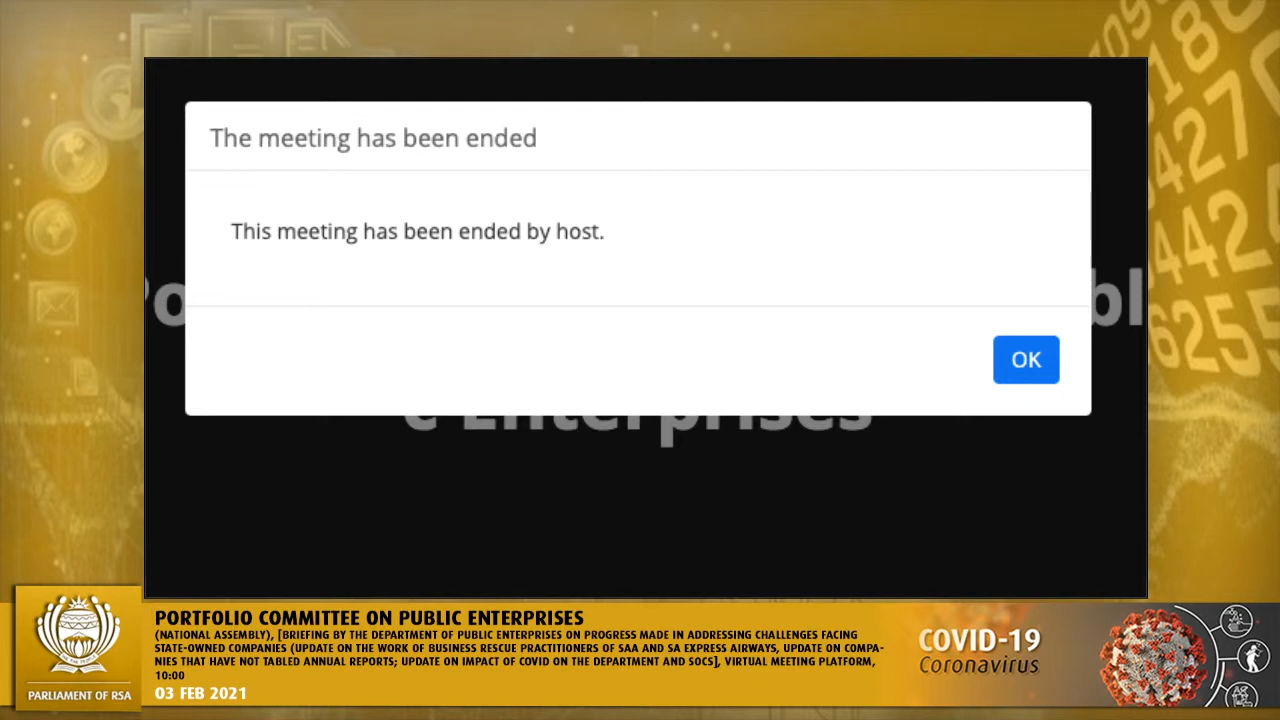 The meeting has been ended
This meeting has been ended by host.
OK
e Enterprises
PORTFOLIO COMMITTEE ON PUBLIC ENTERPRISES
(NATIONAL ASSEMBLY), [BRIEFING BY THE DEPARTMENT OF PUBLIC ENTERPRISES ON PROGRESS MADE IN ADDRESSING CHALLENGES FACING
STATE-OWNED COMPANIES (UPDATE ON THE WORK OF BUSINESS RESCUE PRACTITIONERS OF SAA AND SA EXPRESS AIRWAYS, UPDATE ON COMPA-
NIES THAT HAVE NOT TABLED ANNUAL REPORTS; UPDATE ON IMPACT OF COVID ON THE DEPARTMENT AND SOCS], VIRTUAL MEETING PLATFORM,
10:00
03 FEB 2021
PARLIAMENT OF RSA
COVID-19
Coronavirus